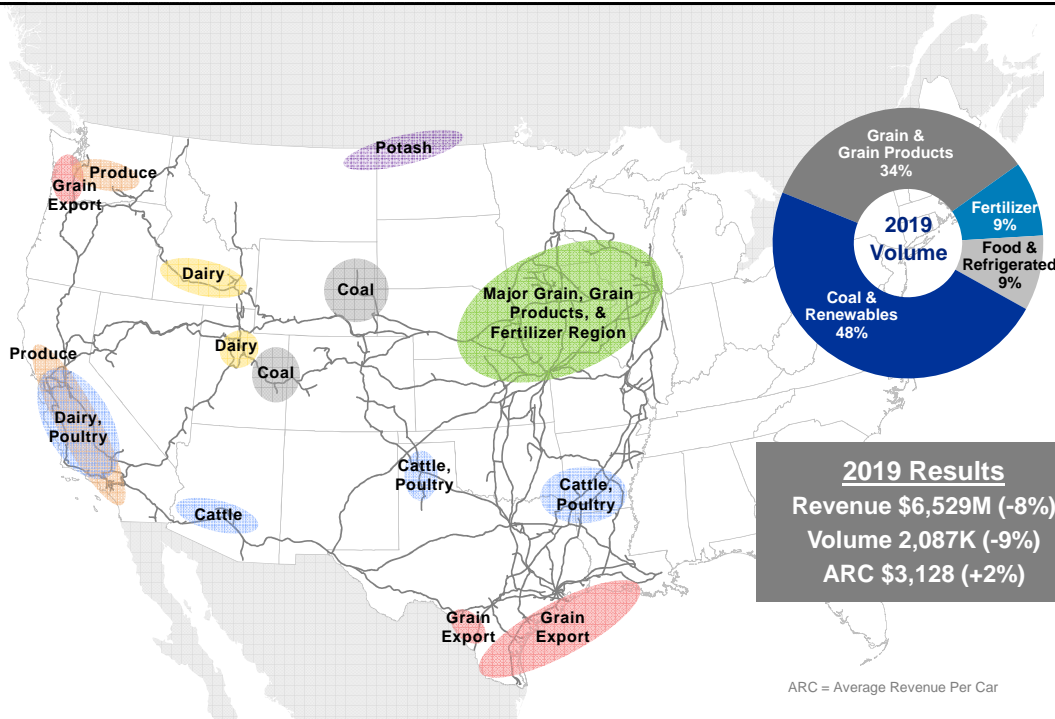 Potash
Produce
Grain
Export
Dairy
Coal
Major Grain, Grain
Products, &
Fertilizer Region
Produce
Dairy
Coal
Dairy,
Poultry
Cattle,
Poultry
Cattle,
Poultry
Cattle
Grain
Export
Grain
Export
Grain &
Grain Products
34%
Fertilizer
9%
Food &
Refrigerated
9%
2019
Volume
Coal &
Renewables
48%
2019 Results
Revenue $6,529M (-8%)
Volume 2,087K (-9%)
ARC $3,128 (+2%)
ARC = Average Revenue Per Car